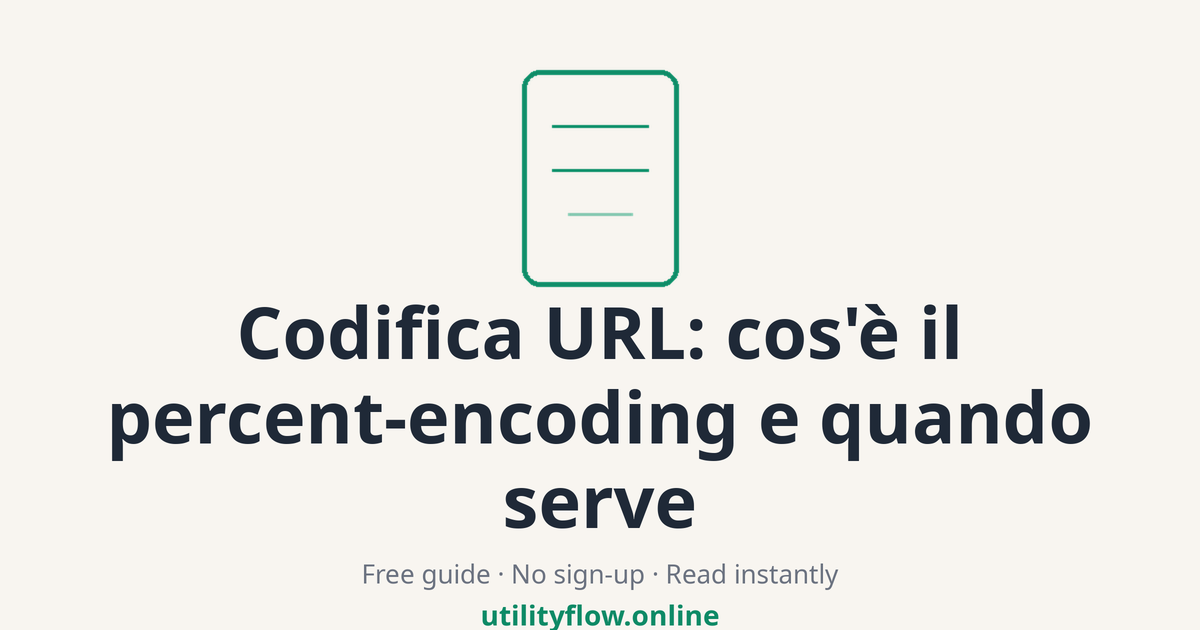 Codifica URL: cos'è il
percent-encoding e quando
serve
Free guide · No sign-up · Read instantly
utilityflow.online